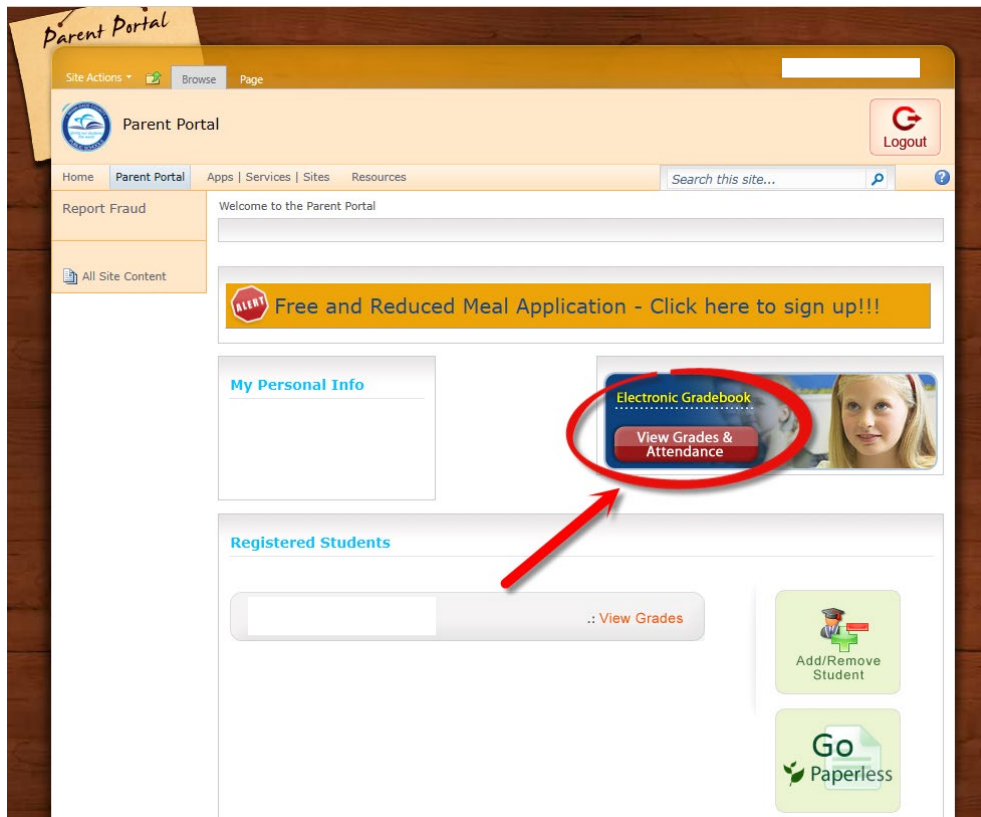 Parent Portal
Site Actions
Browse
Page
Parent Portal
Logout
Home
Parent Portal
Apps | Services | Sites
Resources
Search this site...
?
Report Fraud
Welcome to the Parent Portal
All Site Content
ALERT
Free and Reduced Meal Application - Click here to sign up!!!
My Personal Info
Electronic Gradebook
View Grades &
Attendance
Registered Students
.: View Grades
Add/Remove
Student
Go
Paperless